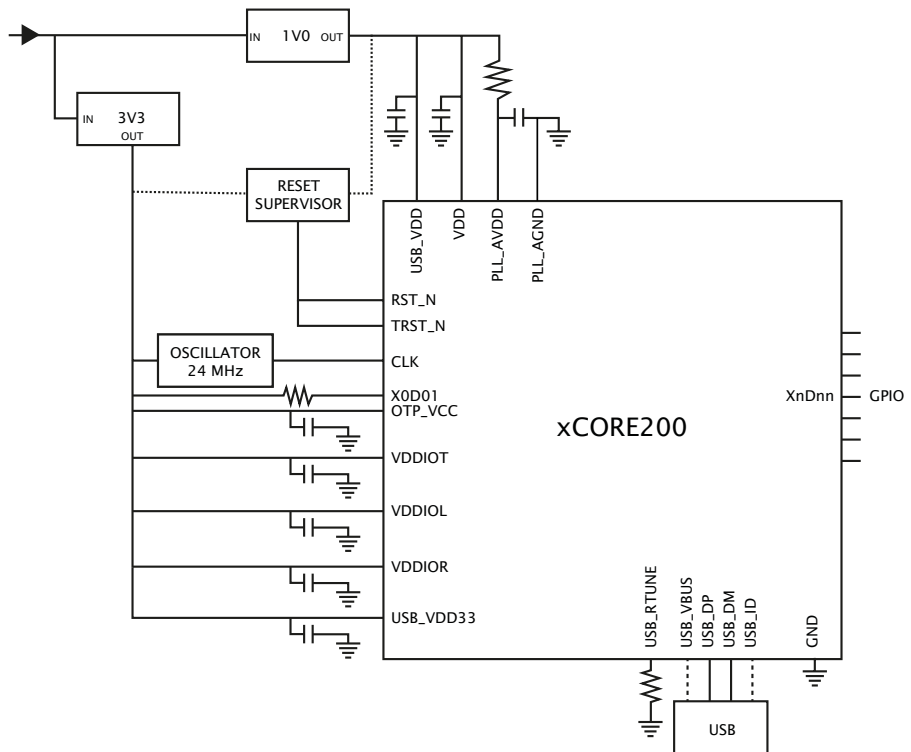 IN 1V0 OUT
IN 3V3
OUT
RESET
SUPERVISOR
USB_VDD
VDD
PLL_AVDD
PLL_AGND
RST_N
TRST_N
OSCILLATOR
24 MHz
CLK
X0D01
OTP_VCC
XnDnn GPIO
xCORE200
VDDIOT
VDDIOL
VDDIOR
USB_VDD33
USB_RTUNE
USB_VBUS
USB_DP
USB_DM
USB_ID
GND
USB